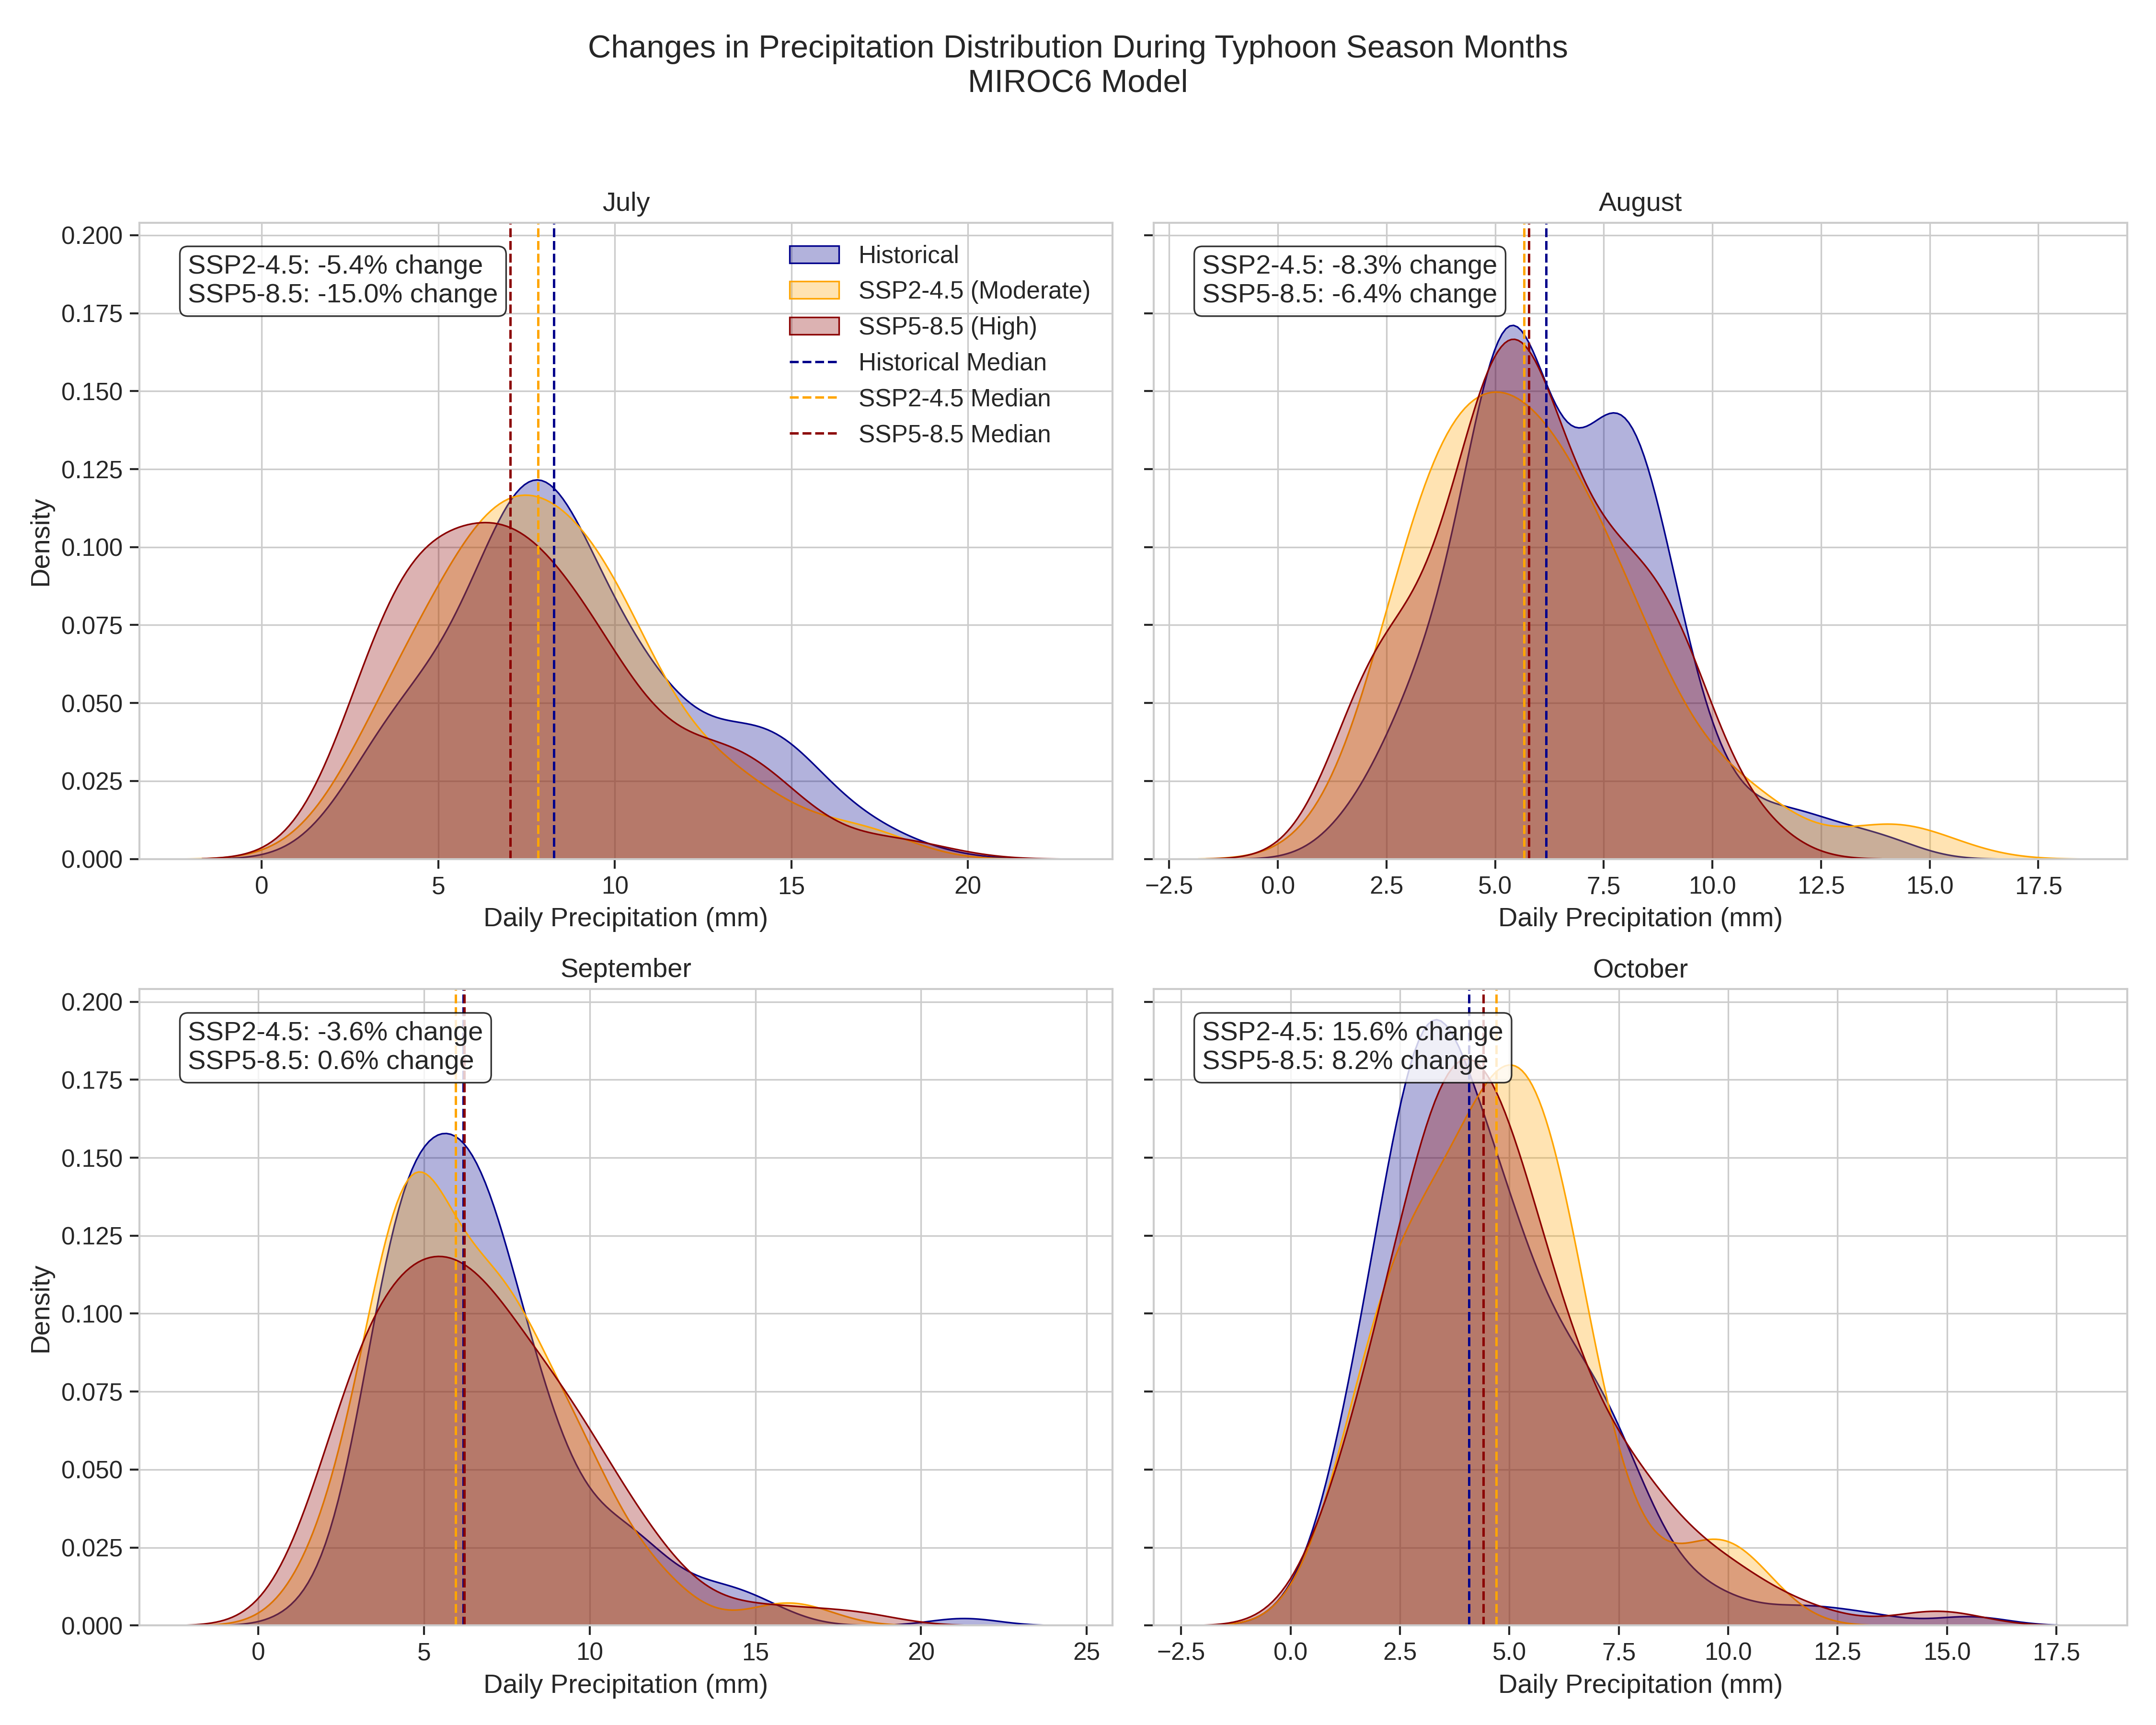 Changes in Precipitation Distribution During Typhoon Season Months
MIROC6 Model
July
SSP2-4.5: -5.4% change
SSP5-8.5: -15.0% change
Historical
SSP2-4.5 (Moderate)
SSP5-8.5 (High)
Historical Median
SSP2-4.5 Median
SSP5-8.5 Median
0.200
0.175
0.150
0.125
0.100
0.075
0.050
0.025
0.000
Density
0 5 10 15 20
Daily Precipitation (mm)
August
SSP2-4.5: -8.3% change
SSP5-8.5: -6.4% change
−2.5 0.0 2.5 5.0 7.5 10.0 12.5 15.0 17.5
Daily Precipitation (mm)
September
SSP2-4.5: -3.6% change
SSP5-8.5: 0.6% change
0.200
0.175
0.150
0.125
0.100
0.075
0.050
0.025
0.000
Density
0 5 10 15 20 25
Daily Precipitation (mm)
October
SSP2-4.5: 15.6% change
SSP5-8.5: 8.2% change
−2.5 0.0 2.5 5.0 7.5 10.0 12.5 15.0 17.5
Daily Precipitation (mm)